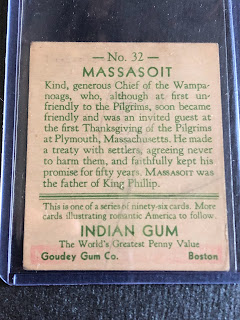 — No. 32 —
MASSASOIT
Kind, generous Chief of the Wampa-
noags, who, although at first un-
friendly to the Pilgrims, soon became
friendly and was an invited guest at
the first Thanksgiving of the Pilgrims
at Plymouth, Massachusetts. He made
a treaty with settlers, agreeing never
to harm them, and faithfully kept his
promise for fifty years. MASSASOIT was
the father of King Phillip.
This is one of a series of ninety-six cards. More
cards illustrating romantic America to follow.
INDIAN GUM
The World's Greatest Penny Value
Goudey Gum Co. Boston